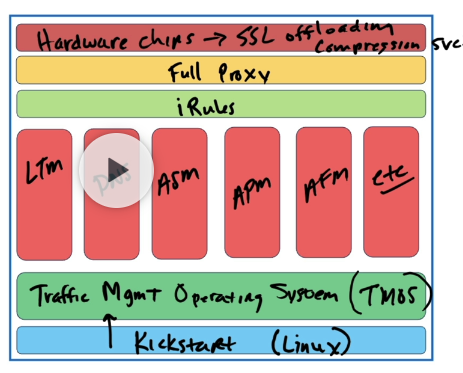 Hardware chips → SSL offloading
Compression svc
Full Proxy
iRules
LTM DNS ASM APM AFM etc
Traffic Mgmt Operating System (TMOS)
Kickstart (Linux)